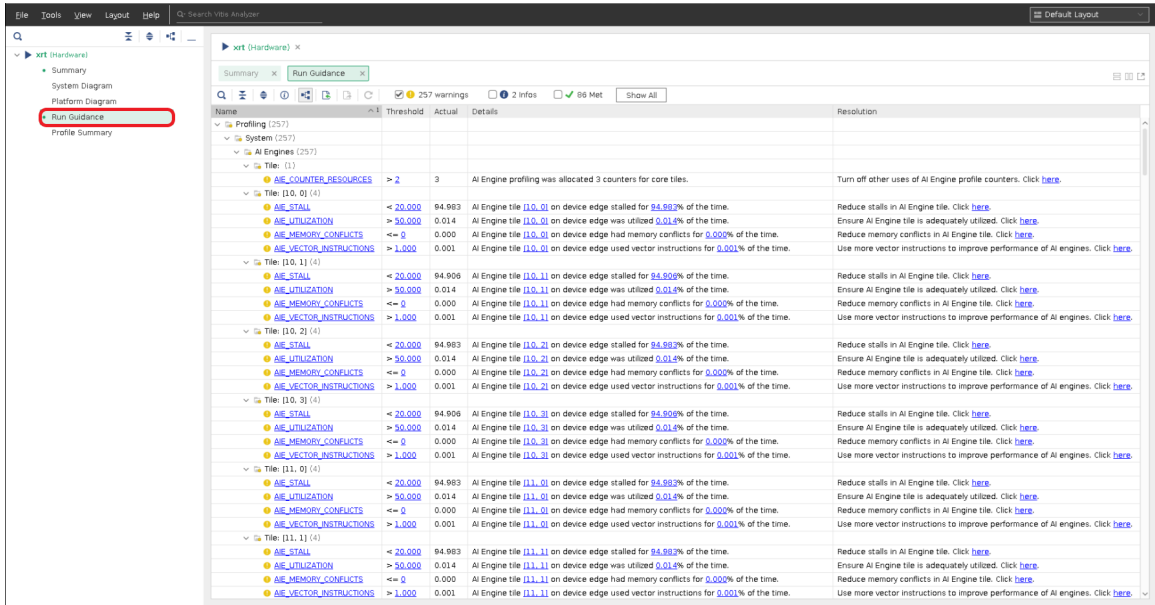 File Tools View Layout Help Q- Search Vitis Analyzer Default Layout
xrt (Hardware)
Summary
System Diagram
Platform Diagram
Run Guidance
Profile Summary
xrt (Hardware) ×
Summary × Run Guidance ×
257 warnings 2 Infos 86 Met Show All
Name 1 Threshold Actual Details Resolution
Profiling (257)
System (257)
AI Engines (257)
Tile: (1)
AIE_COUNTER_RESOURCES > 2 3 AI Engine profiling was allocated 3 counters for core tiles. Turn off other uses of AI Engine profile counters. Click here.
Tile: [10, 0] (4)
AIE_STALL < 20.000 94.983 AI Engine tile [10, 0] on device edge stalled for 94.983% of the time. Reduce stalls in AI Engine tile. Click here.
AIE_UTILIZATION > 50.000 0.014 AI Engine tile [10, 0] on device edge was utilized 0.014% of the time. Ensure AI Engine tile is adequately utilized. Click here.
AIE_MEMORY_CONFLICTS <= 0 0.000 AI Engine tile [10, 0] on device edge had memory conflicts for 0.000% of the time. Reduce memory conflicts in AI Engine tile. Click here.
AIE_VECTOR_INSTRUCTIONS > 1.000 0.001 AI Engine tile [10, 0] on device edge used vector instructions for 0.001% of the time. Use more vector instructions to improve performance of AI engines. Click here.
Tile: [10, 1] (4)
AIE_STALL < 20.000 94.906 AI Engine tile [10, 1] on device edge stalled for 94.906% of the time. Reduce stalls in AI Engine tile. Click here.
AIE_UTILIZATION > 50.000 0.014 AI Engine tile [10, 1] on device edge was utilized 0.014% of the time. Ensure AI Engine tile is adequately utilized. Click here.
AIE_MEMORY_CONFLICTS <= 0 0.000 AI Engine tile [10, 1] on device edge had memory conflicts for 0.000% of the time. Reduce memory conflicts in AI Engine tile. Click here.
AIE_VECTOR_INSTRUCTIONS > 1.000 0.001 AI Engine tile [10, 1] on device edge used vector instructions for 0.001% of the time. Use more vector instructions to improve performance of AI engines. Click here.
Tile: [10, 2] (4)
AIE_STALL < 20.000 94.983 AI Engine tile [10, 2] on device edge stalled for 94.983% of the time. Reduce stalls in AI Engine tile. Click here.
AIE_UTILIZATION > 50.000 0.014 AI Engine tile [10, 2] on device edge was utilized 0.014% of the time. Ensure AI Engine tile is adequately utilized. Click here.
AIE_MEMORY_CONFLICTS <= 0 0.000 AI Engine tile [10, 2] on device edge had memory conflicts for 0.000% of the time. Reduce memory conflicts in AI Engine tile. Click here.
AIE_VECTOR_INSTRUCTIONS > 1.000 0.001 AI Engine tile [10, 2] on device edge used vector instructions for 0.001% of the time. Use more vector instructions to improve performance of AI engines. Click here.
Tile: [10, 3] (4)
AIE_STALL < 20.000 94.906 AI Engine tile [10, 3] on device edge stalled for 94.906% of the time. Reduce stalls in AI Engine tile. Click here.
AIE_UTILIZATION > 50.000 0.014 AI Engine tile [10, 3] on device edge was utilized 0.014% of the time. Ensure AI Engine tile is adequately utilized. Click here.
AIE_MEMORY_CONFLICTS <= 0 0.000 AI Engine tile [10, 3] on device edge had memory conflicts for 0.000% of the time. Reduce memory conflicts in AI Engine tile. Click here.
AIE_VECTOR_INSTRUCTIONS > 1.000 0.001 AI Engine tile [10, 3] on device edge used vector instructions for 0.001% of the time. Use more vector instructions to improve performance of AI engines. Click here.
Tile: [11, 0] (4)
AIE_STALL < 20.000 94.983 AI Engine tile [11, 0] on device edge stalled for 94.983% of the time. Reduce stalls in AI Engine tile. Click here.
AIE_UTILIZATION > 50.000 0.014 AI Engine tile [11, 0] on device edge was utilized 0.014% of the time. Ensure AI Engine tile is adequately utilized. Click here.
AIE_MEMORY_CONFLICTS <= 0 0.000 AI Engine tile [11, 0] on device edge had memory conflicts for 0.000% of the time. Reduce memory conflicts in AI Engine tile. Click here.
AIE_VECTOR_INSTRUCTIONS > 1.000 0.001 AI Engine tile [11, 0] on device edge used vector instructions for 0.001% of the time. Use more vector instructions to improve performance of AI engines. Click here.
Tile: [11, 1] (4)
AIE_STALL < 20.000 94.983 AI Engine tile [11, 1] on device edge stalled for 94.983% of the time. Reduce stalls in AI Engine tile. Click here.
AIE_UTILIZATION > 50.000 0.014 AI Engine tile [11, 1] on device edge was utilized 0.014% of the time. Ensure AI Engine tile is adequately utilized. Click here.
AIE_MEMORY_CONFLICTS <= 0 0.000 AI Engine tile [11, 1] on device edge had memory conflicts for 0.000% of the time. Reduce memory conflicts in AI Engine tile. Click here.
AIE_VECTOR_INSTRUCTIONS > 1.000 0.001 AI Engine tile [11, 1] on device edge used vector instructions for 0.001% of the time. Use more vector instructions to improve performance of AI engines. Click here.